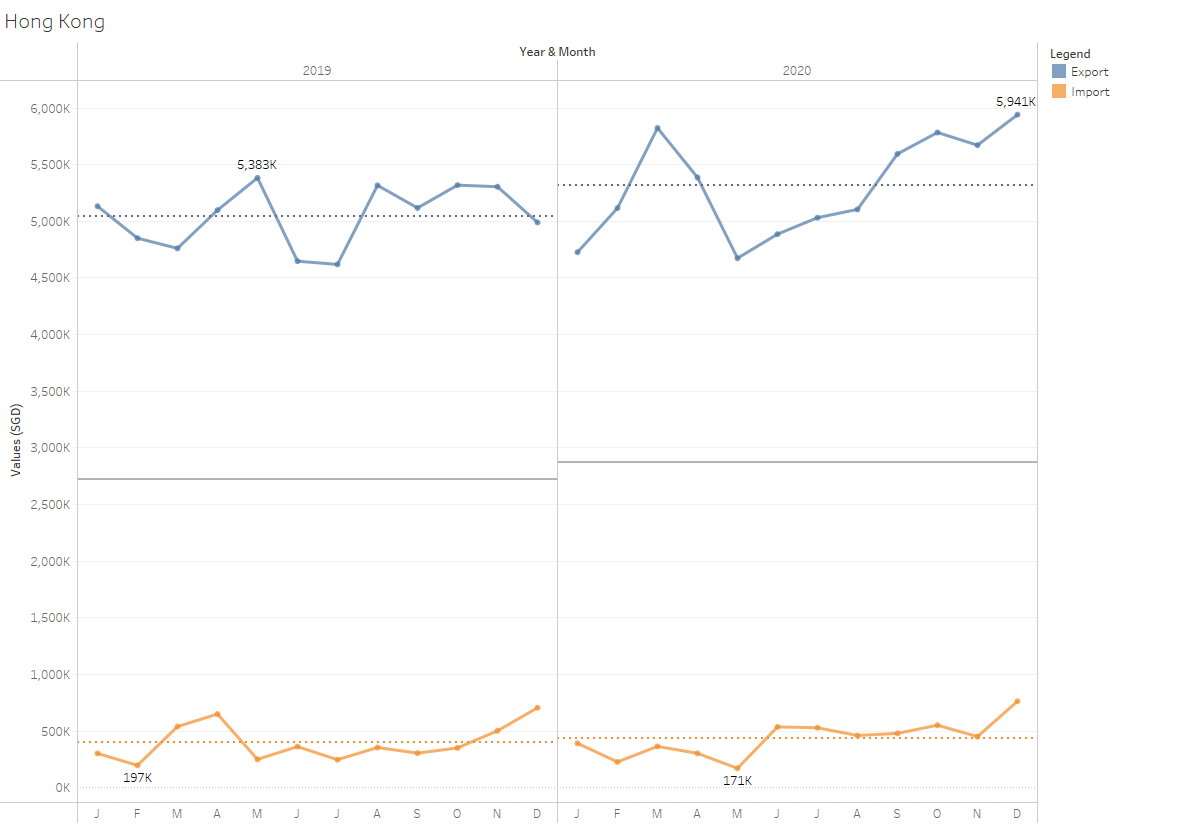 Hong Kong
Year & Month
Legend
2019 2020
Export
Import
6,000K
5,941K
5,500K
5,383K
5,000K
4,500K
4,000K
3,500K
Values (SGD)
3,000K
2,500K
2,000K
1,500K
1,000K
500K
197K
171K
0K
J F M A M J J A S O N D J F M A M J J A S O N D